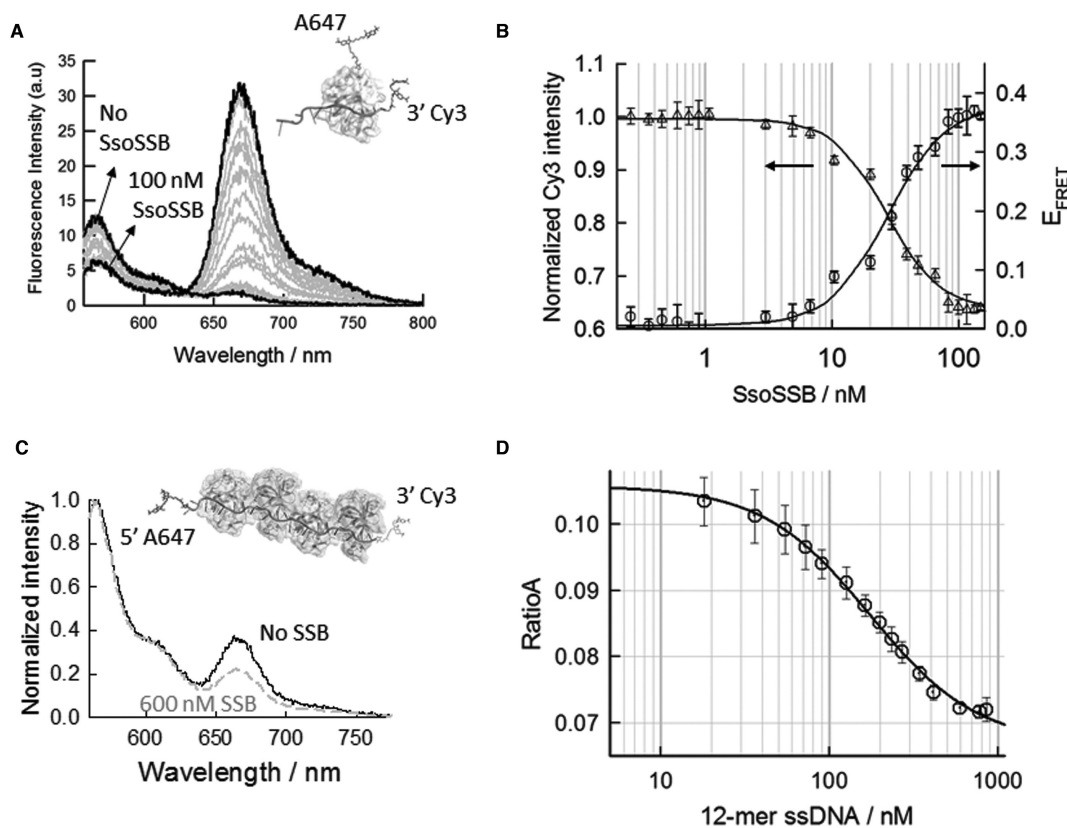 A
A647
3′ Cy3
35
30
25
20
15
10
5
0
No
SsoSSB
100 nM
SsoSSB
Fluorescence Intensity (a.u)
600
650
700
750
800
Wavelength / nm
B
1.1
1.0
0.9
0.8
0.7
0.6
Normalized Cy3 intensity
0.4
0.3
0.2
0.1
0.0
EFRET
1
10
100
SsoSSB / nM
C
3′ Cy3
5′ A647
1.0
0.8
0.6
0.4
0.2
0.0
Normalized intensity
No SSB
600 nM SSB
600
650
700
750
Wavelength / nm
D
0.10
0.09
0.08
0.07
RatioA
10
100
1000
12-mer ssDNA / nM